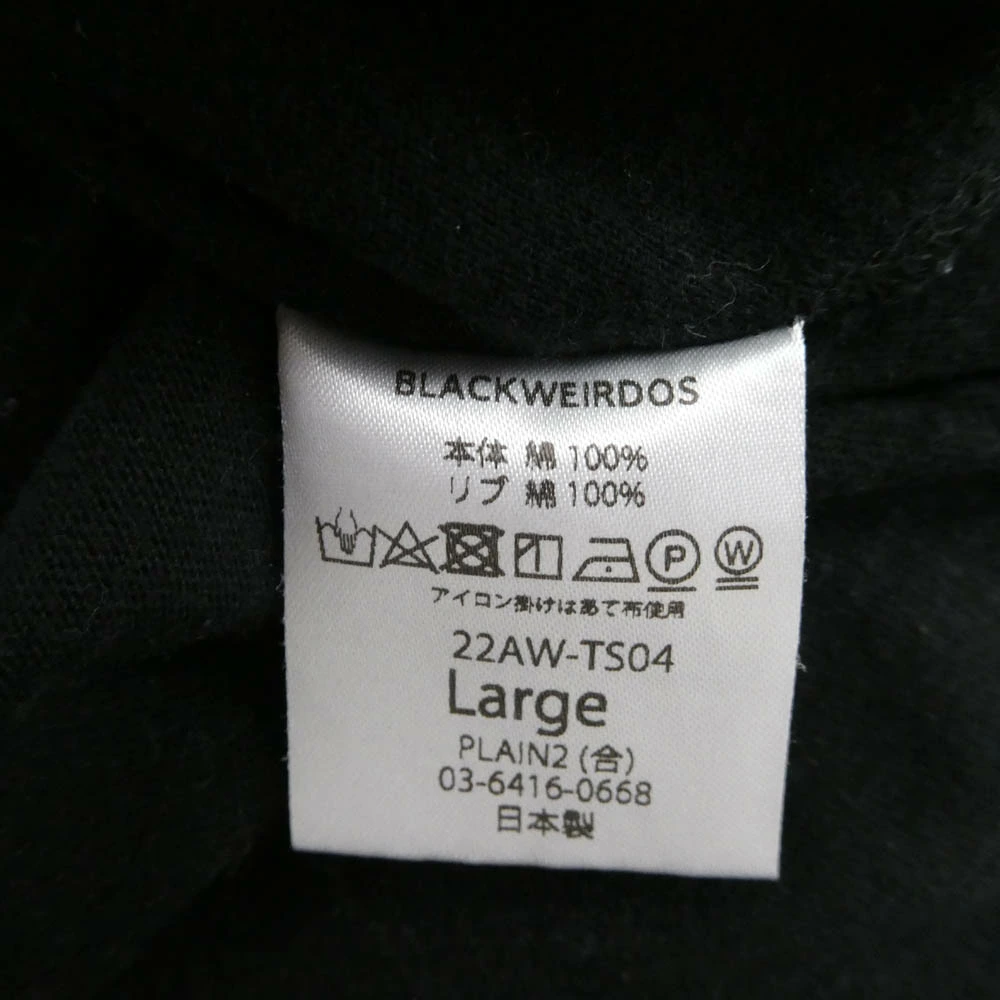 BLACKWEIRDOS
本体 綿 100%
リブ 綿 100%
P W
アイロン掛けはあて布使用
22AW-TS04
Large
PLAIN2 (合)
03-6416-0668
日本製